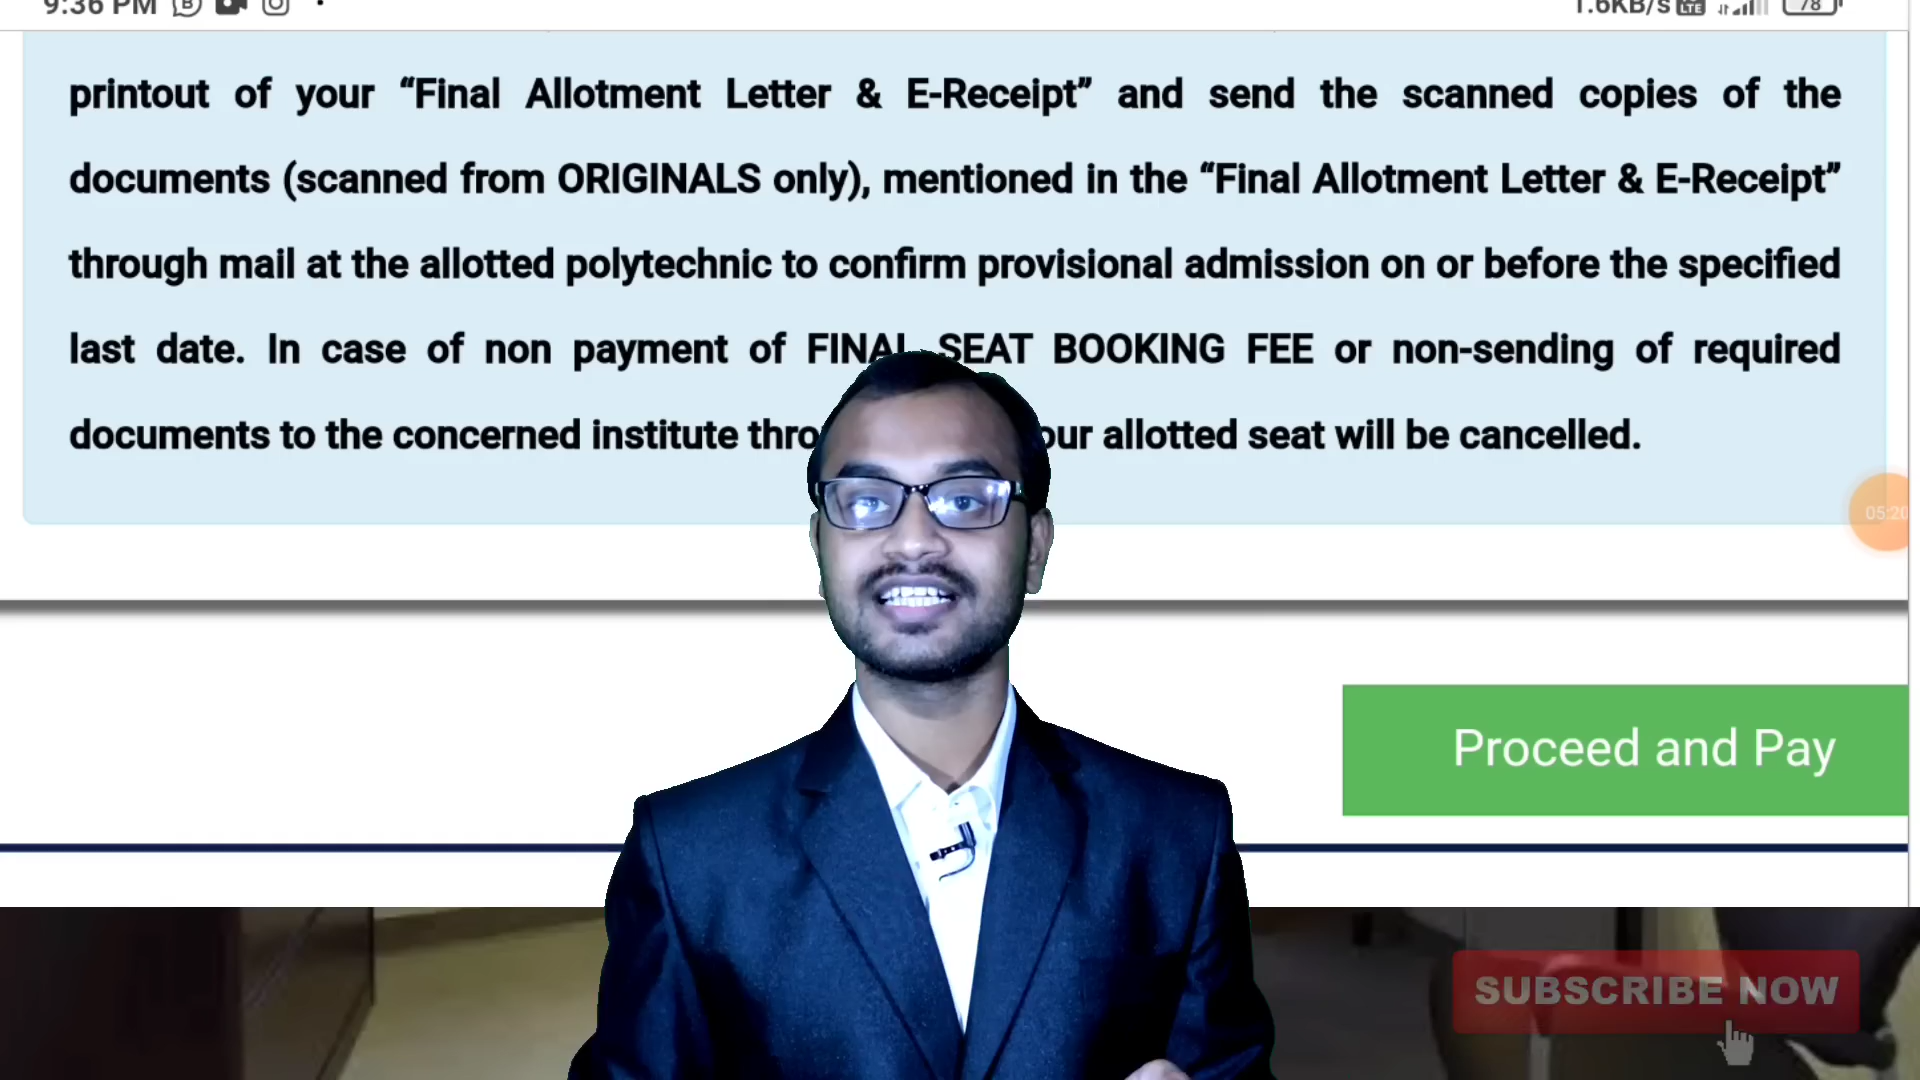 9:36 PM
1.6KB/s
LTE
78
printout of your “Final Allotment Letter & E-Receipt” and send the scanned copies of the
documents (scanned from ORIGINALS only), mentioned in the “Final Allotment Letter & E-Receipt”
through mail at the allotted polytechnic to confirm provisional admission on or before the specified
last date. In case of non payment of FINAL SEAT BOOKING FEE or non-sending of required
documents to the concerned institute allotted seat will be cancelled.
05:20
Proceed and Pay
SUBSCRIBE NOW